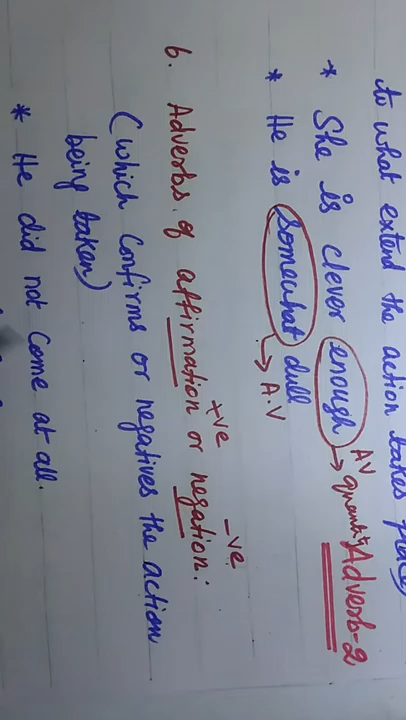 to what extend the action takes place)
* She is clever enough → AV quantity Adverb-2
* He is Somewhat dull
→ A.V
+ve -ve
6. Adverbs of affirmation or negation:
(which confirms or negatives the action
being taken)
* He did not come at all.